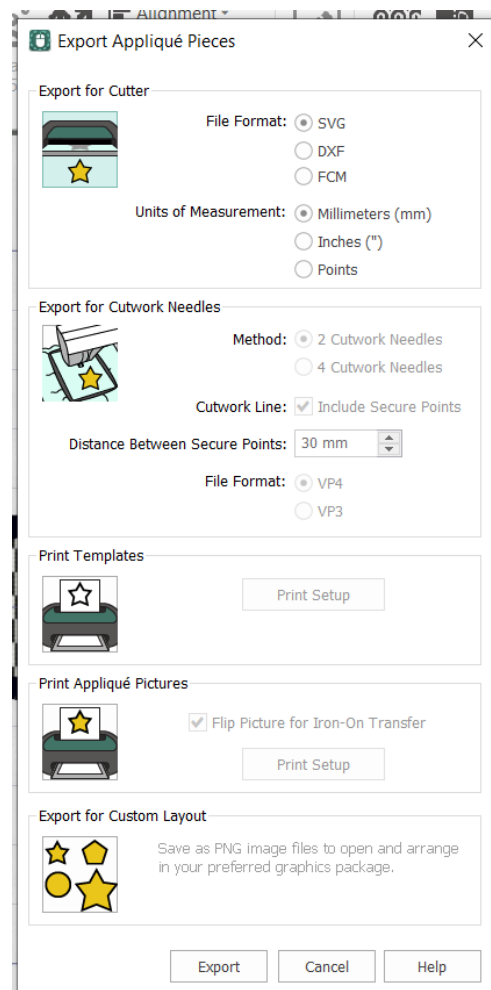 Alignment
Export Appliqué Pieces
Export for Cutter
File Format: SVG
DXF
FCM
Units of Measurement: Millimeters (mm)
Inches (")
Points
Export for Cutwork Needles
Method: 2 Cutwork Needles
4 Cutwork Needles
Cutwork Line: Include Secure Points
Distance Between Secure Points: 30 mm
File Format: VP4
VP3
Print Templates
Print Setup
Print Appliqué Pictures
Flip Picture for Iron-On Transfer
Print Setup
Export for Custom Layout
Save as PNG image files to open and arrange
in your preferred graphics package.
Export Cancel Help